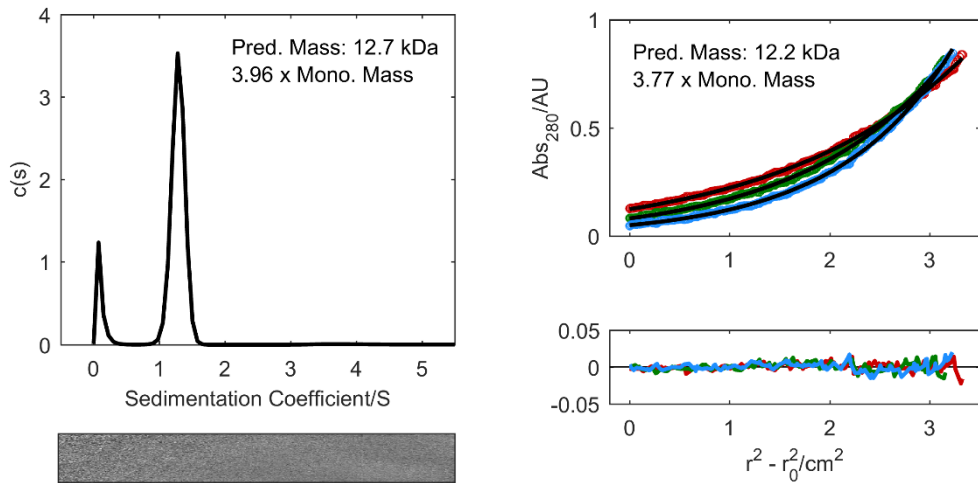 4
3
2
1
0
c(s)
Pred. Mass: 12.7 kDa
3.96 x Mono. Mass
0 1 2 3 4 5
Sedimentation Coefficient/S
1
0.5
0
Abs₂₈₀/AU
Pred. Mass: 12.2 kDa
3.77 x Mono. Mass
0 1 2 3
0.05
0
-0.05
0 1 2 3
r² - r₀²/cm²